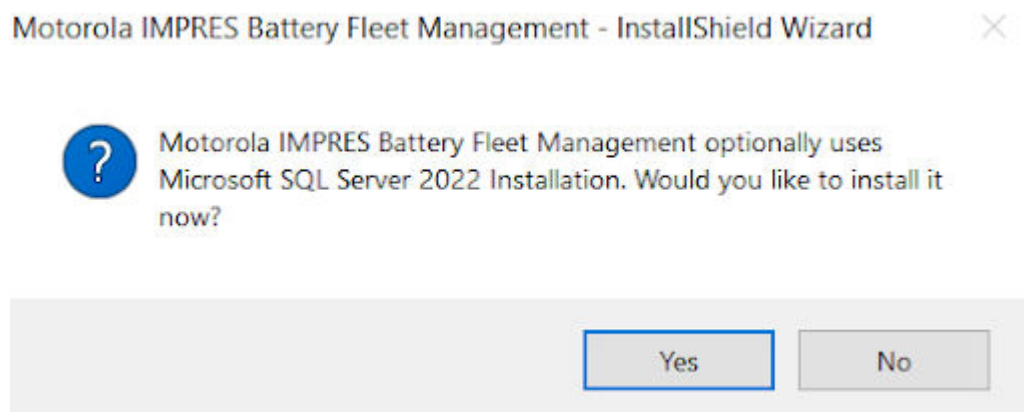 Motorola IMPRES Battery Fleet Management - InstallShield Wizard
?
Motorola IMPRES Battery Fleet Management optionally uses
Microsoft SQL Server 2022 Installation. Would you like to install it
now?
Yes
No